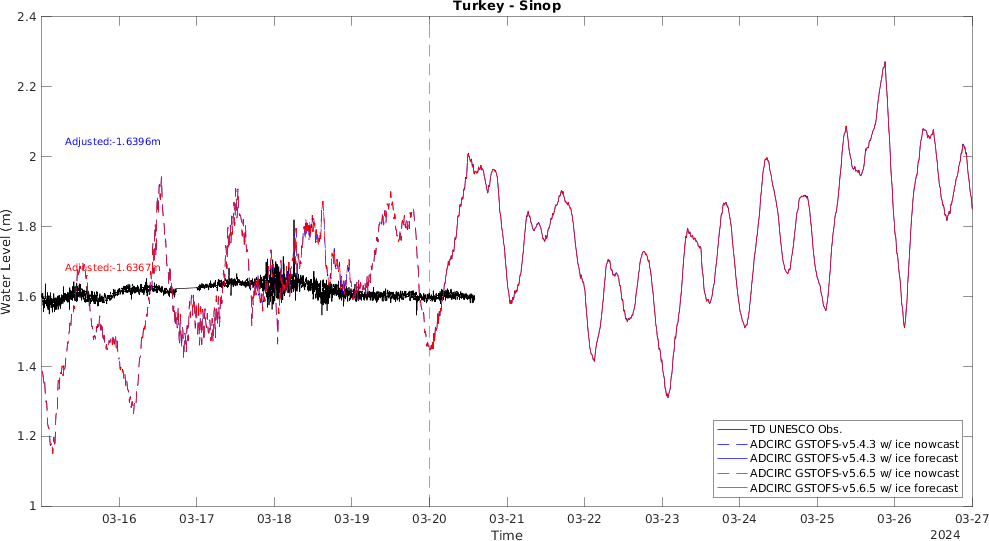 Turkey - Sinop
2.4
2.2
2
1.8
1.6
1.4
1.2
1
Water Level (m)
Adjusted:-1.6396m
Adjusted:-1.6367m
TD UNESCO Obs.
ADCIRC GSTOFS-v5.4.3 w/ ice nowcast
ADCIRC GSTOFS-v5.4.3 w/ ice forecast
ADCIRC GSTOFS-v5.6.5 w/ ice nowcast
ADCIRC GSTOFS-v5.6.5 w/ ice forecast
03-16 03-17 03-18 03-19 03-20 03-21 03-22 03-23 03-24 03-25 03-26 03-27
Time
2024